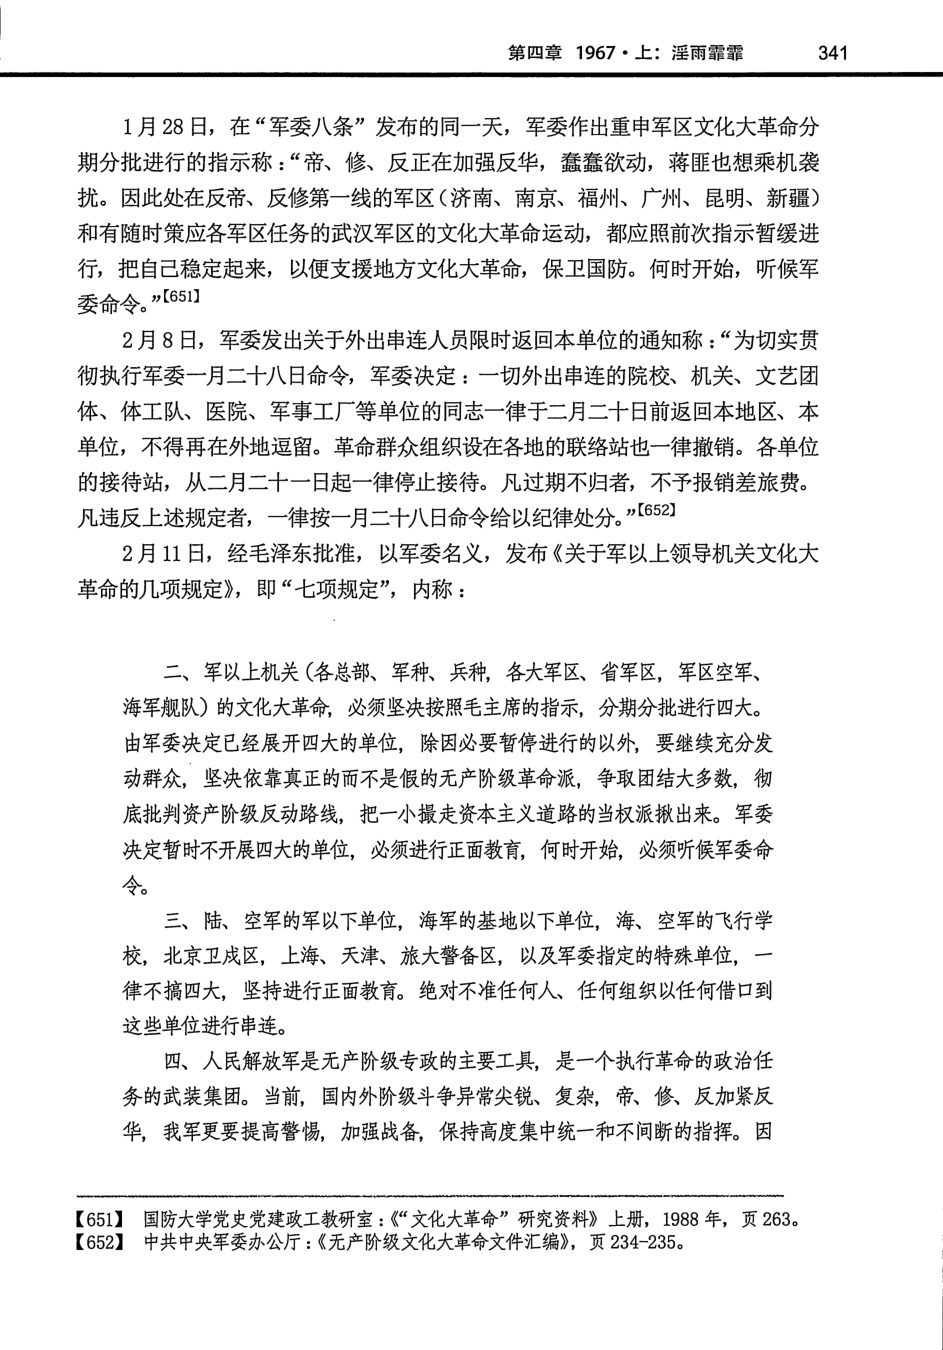 第四章 1967·上：淫雨霏霏 341
1月28日，在“军委八条”发布的同一天，军委作出重申军区文化大革命分
期分批进行的指示称：“帝、修、反正在加强反华，蠢蠢欲动，蒋匪也想乘机袭
扰。因此处在反帝、反修第一线的军区（济南、南京、福州、广州、昆明、新疆）
和有随时策应各军区任务的武汉军区的文化大革命运动，都应照前次指示暂缓进
行，把自己稳定起来，以便支援地方文化大革命，保卫国防。何时开始，听候军
委命令。”【651】
2月8日，军委发出关于外出串连人员限时返回本单位的通知称：“为切实贯
彻执行军委一月二十八日命令，军委决定：一切外出串连的院校、机关、文艺团
体、体工队、医院、军事工厂等单位的同志一律于二月二十日前返回本地区、本
单位，不得再在外地逗留。革命群众组织设在各地的联络站也一律撤销。各单位
的接待站，从二月二十一日起一律停止接待。凡过期不归者，不予报销差旅费。
凡违反上述规定者，一律按一月二十八日命令给以纪律处分。”【652】
2月11日，经毛泽东批准，以军委名义，发布《关于军以上领导机关文化大
革命的几项规定》，即“七项规定”，内称：
二、军以上机关（各总部、军种、兵种，各大军区、省军区，军区空军、
海军舰队）的文化大革命，必须坚决按照毛主席的指示，分期分批进行四大。
由军委决定已经展开四大的单位，除因必要暂停进行的以外，要继续充分发
动群众，坚决依靠真正的而不是假的无产阶级革命派，争取团结大多数，彻
底批判资产阶级反动路线，把一小撮走资本主义道路的当权派揪出来。军委
决定暂时不开展四大的单位，必须进行正面教育，何时开始，必须听候军委命
令。
三、陆、空军的军以下单位，海军的基地以下单位，海、空军的飞行学
校，北京卫戍区，上海、天津、旅大警备区，以及军委指定的特殊单位，一
律不搞四大，坚持进行正面教育。绝对不准任何人、任何组织以任何借口到
这些单位进行串连。
四、人民解放军是无产阶级专政的主要工具，是一个执行革命的政治任
务的武装集团。当前，国内外阶级斗争异常尖锐、复杂，帝、修、反加紧反
华，我军更要提高警惕，加强战备，保持高度集中统一和不间断的指挥。因
【651】 国防大学党史党建政工教研室：《“文化大革命”研究资料》上册，1988年，页263。
【652】 中共中央军委办公厅：《无产阶级文化大革命文件汇编》，页234-235。